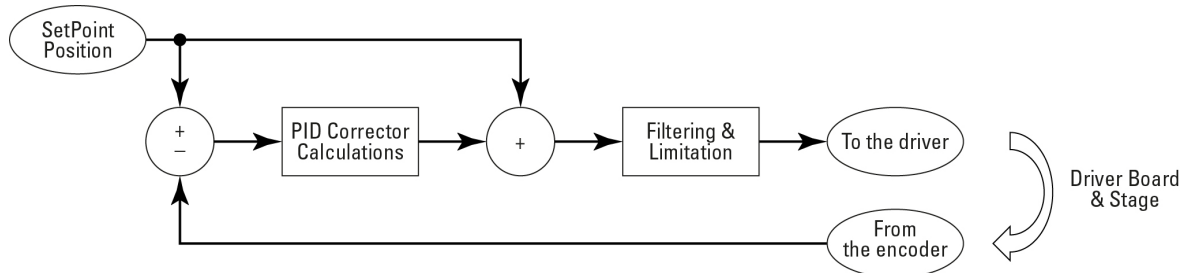 SetPoint
Position
+
–
PID Corrector
Calculations
+
Filtering &
Limitation
To the driver
Driver Board
& Stage
From
the encoder